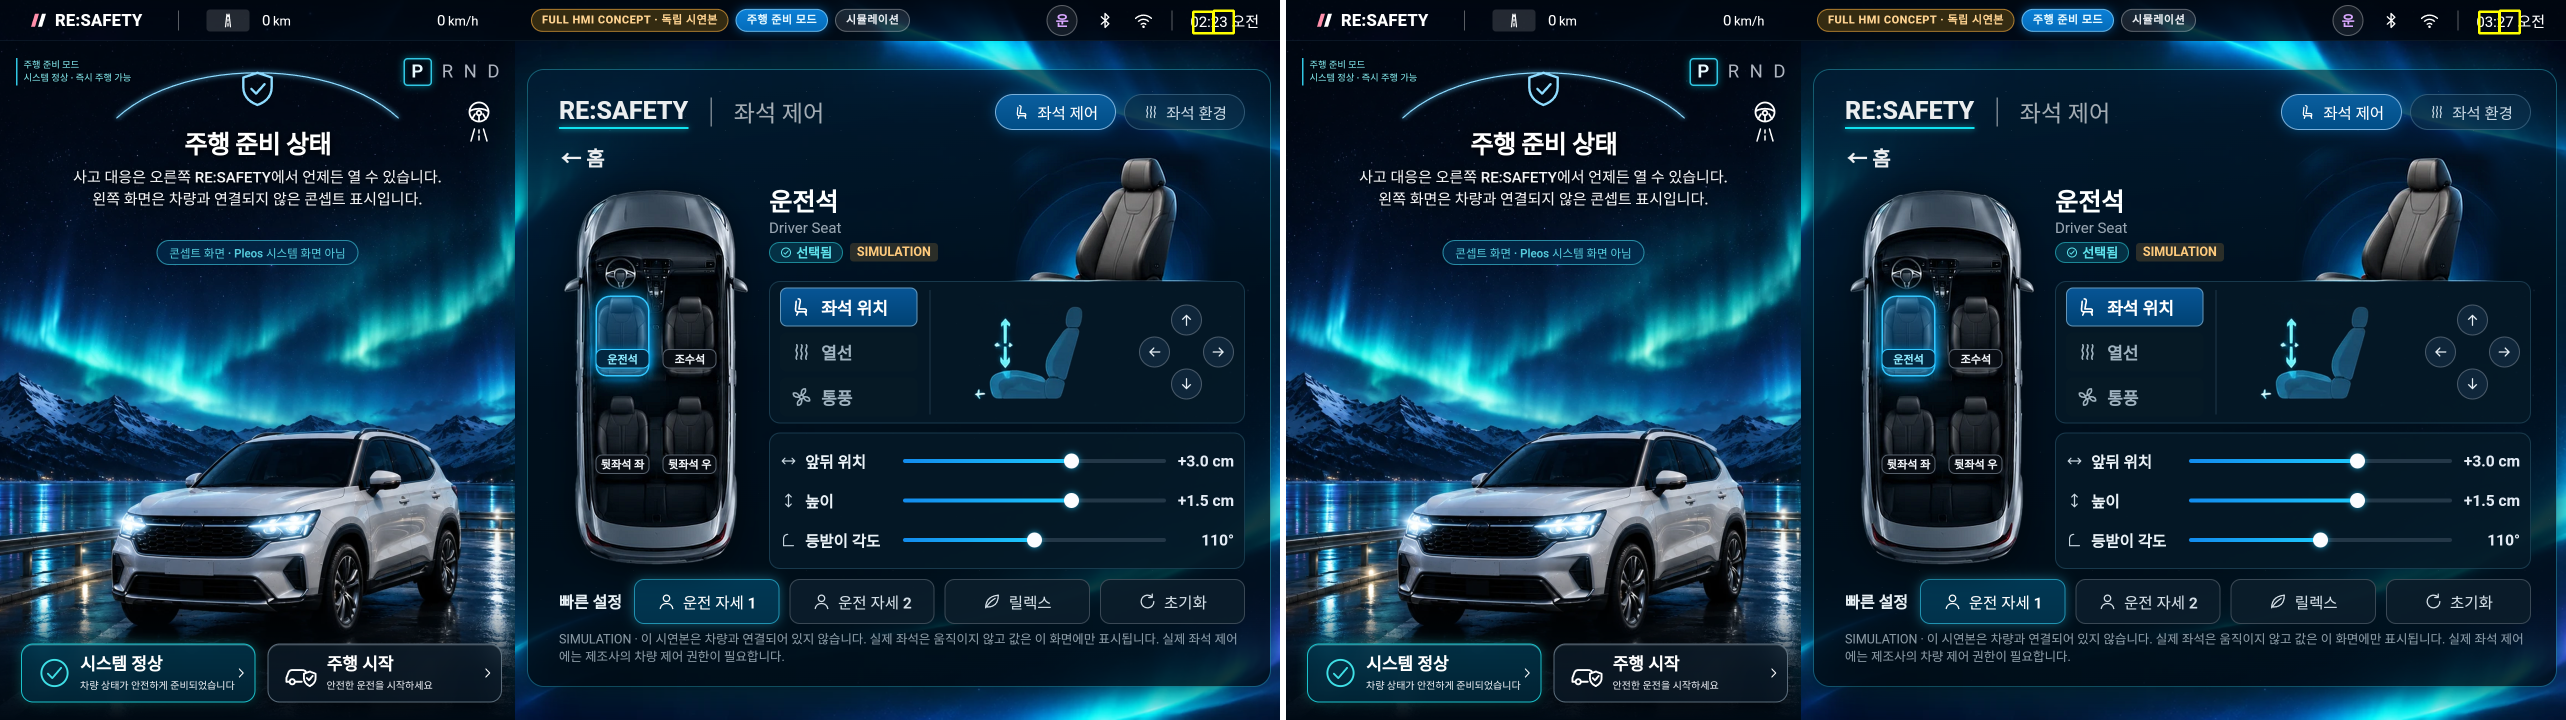 RE:SAFETY
0 km
0 km/h
FULL HMI CONCEPT · 독립 시연본
주행 준비 모드
시뮬레이션
운
02:23 오전
주행 준비 모드
시스템 정상 · 즉시 주행 가능
P R N D
주행 준비 상태
사고 대응은 오른쪽 RE:SAFETY에서 언제든 열 수 있습니다.
왼쪽 화면은 차량과 연결되지 않은 콘셉트 표시입니다.
콘셉트 화면 · Pleos 시스템 화면 아님
시스템 정상
차량 상태가 안전하게 준비되었습니다
주행 시작
안전한 운전을 시작하세요
RE:SAFETY
좌석 제어
좌석 제어
좌석 환경
← 홈
운전석
Driver Seat
선택됨
SIMULATION
운전석
조수석
뒷좌석 좌
뒷좌석 우
좌석 위치
열선
통풍
앞뒤 위치
+3.0 cm
높이
+1.5 cm
등받이 각도
110°
빠른 설정
운전 자세 1
운전 자세 2
릴렉스
초기화
SIMULATION · 이 시연본은 차량과 연결되어 있지 않습니다. 실제 좌석은 움직이지 않고 값은 이 화면에만 표시됩니다. 실제 좌석 제어
에는 제조사의 차량 제어 권한이 필요합니다.
RE:SAFETY
0 km
0 km/h
FULL HMI CONCEPT · 독립 시연본
주행 준비 모드
시뮬레이션
운
03:27 오전
주행 준비 모드
시스템 정상 · 즉시 주행 가능
P R N D
주행 준비 상태
사고 대응은 오른쪽 RE:SAFETY에서 언제든 열 수 있습니다.
왼쪽 화면은 차량과 연결되지 않은 콘셉트 표시입니다.
콘셉트 화면 · Pleos 시스템 화면 아님
시스템 정상
차량 상태가 안전하게 준비되었습니다
주행 시작
안전한 운전을 시작하세요
RE:SAFETY
좌석 제어
좌석 제어
좌석 환경
← 홈
운전석
Driver Seat
선택됨
SIMULATION
운전석
조수석
뒷좌석 좌
뒷좌석 우
좌석 위치
열선
통풍
앞뒤 위치
+3.0 cm
높이
+1.5 cm
등받이 각도
110°
빠른 설정
운전 자세 1
운전 자세 2
릴렉스
초기화
SIMULATION · 이 시연본은 차량과 연결되어 있지 않습니다. 실제 좌석은 움직이지 않고 값은 이 화면에만 표시됩니다. 실제 좌석 제어
에는 제조사의 차량 제어 권한이 필요합니다.